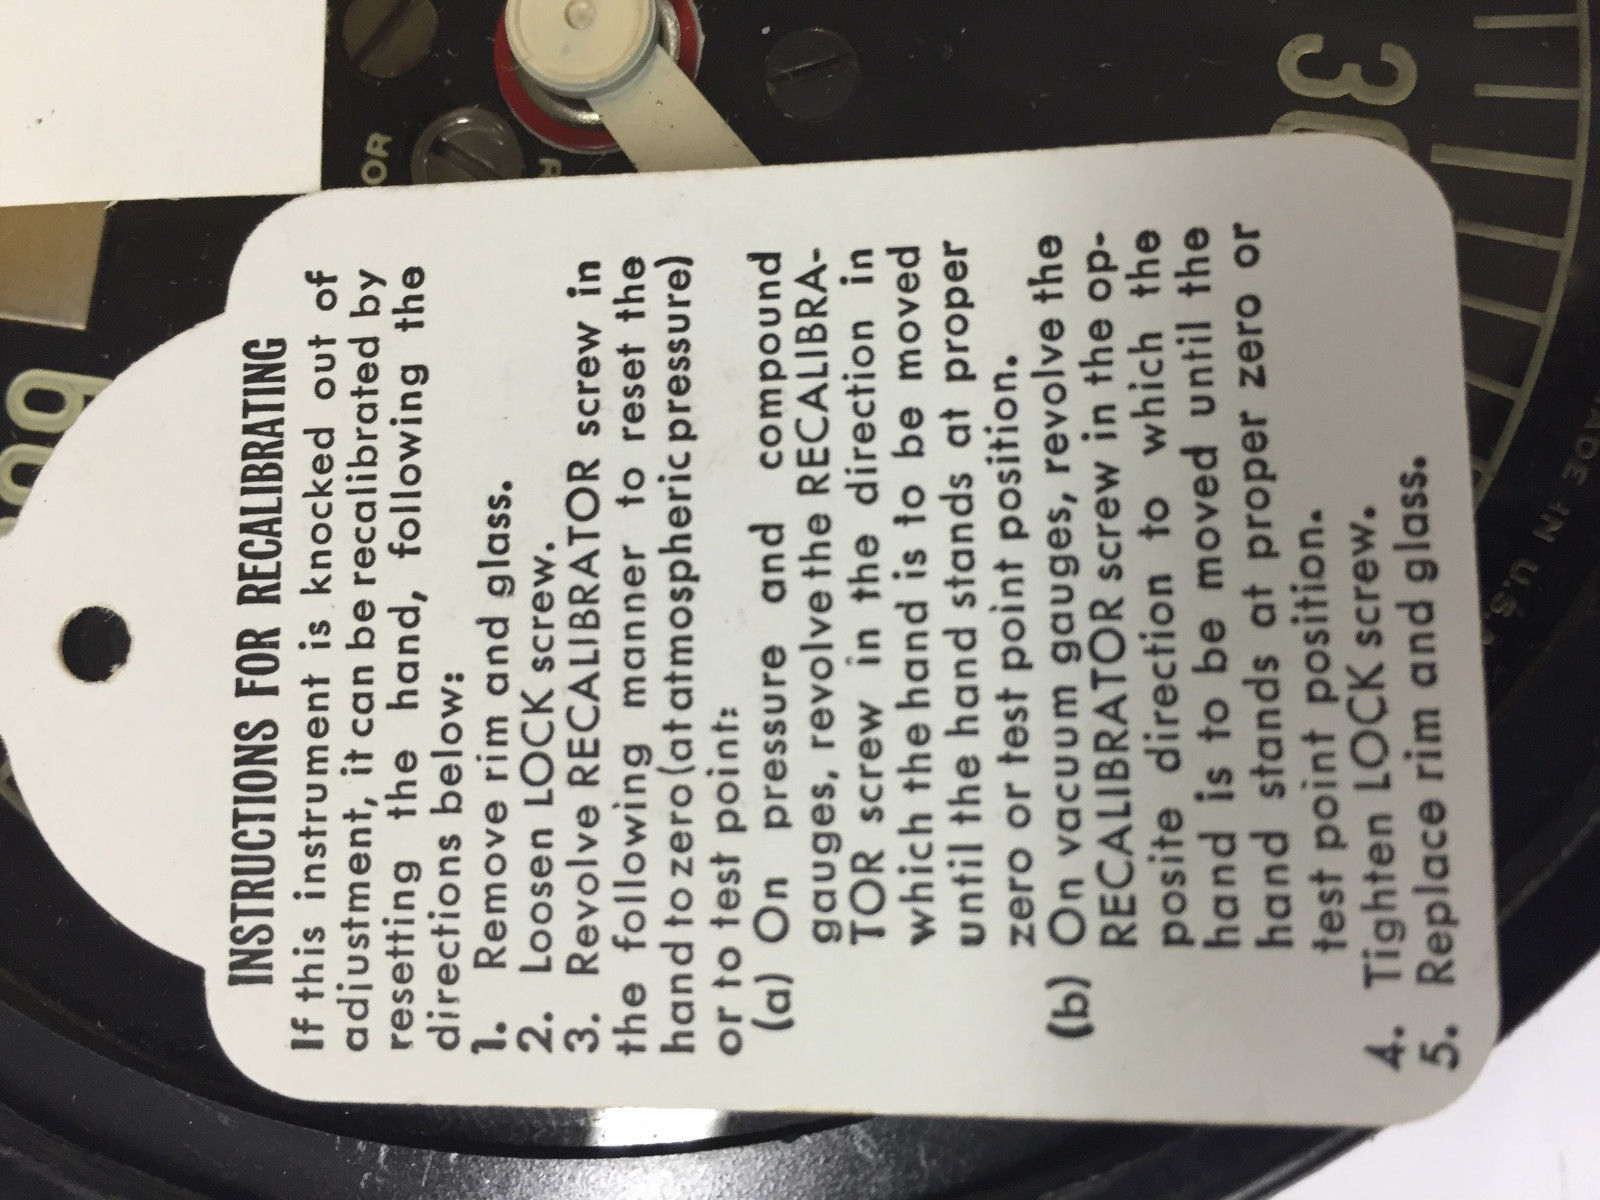 INSTRUCTIONS FOR RECALIBRATING
If this instrument is knocked out of
adjustment, it can be recalibrated by
resetting the hand, following the
directions below:
1. Remove rim and glass.
2. Loosen LOCK screw.
3. Revolve RECALIBRATOR screw in
the following manner to reset the
hand to zero (at atmospheric pressure)
or to test point:
(a) On pressure and compound
gauges, revolve the RECALIBRA-
TOR screw in the direction in
which the hand is to be moved
until the hand stands at proper
zero or test point position.
(b) On vacuum gauges, revolve the
RECALIBRATOR screw in the op-
posite direction to which the
hand is to be moved until the
hand stands at proper zero or
test point position.
4. Tighten LOCK screw.
5. Replace rim and glass.
OR
30
IN U.S.A.